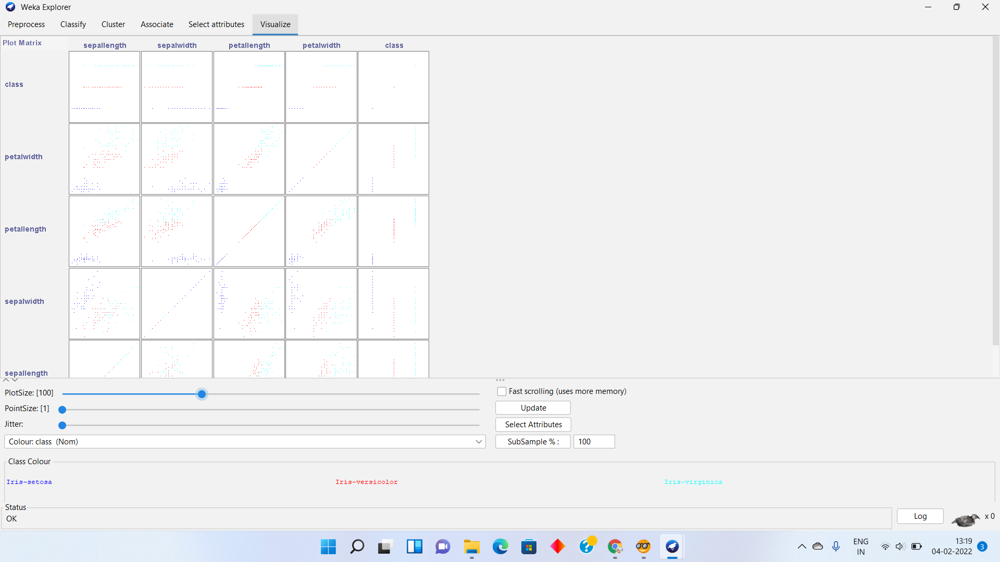 Weka Explorer
Preprocess Classify Cluster Associate Select attributes Visualize
Plot Matrix sepallength sepalwidth petallength petalwidth class
class
petalwidth
petallength
sepalwidth
sepallength
PlotSize: [100]
PointSize: [1]
Jitter:
Colour: class (Nom)
Fast scrolling (uses more memory)
Update
Select Attributes
SubSample % : 100
Class Colour
Iris-setosa Iris-versicolor Iris-virginica
Status
OK
Log x 0
ENG
IN
13:19
04-02-2022
3